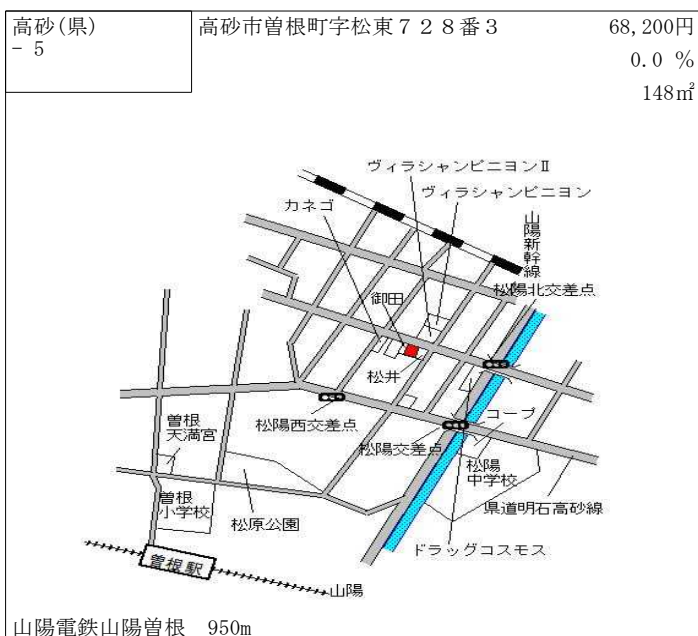 高砂(県)
- 5
高砂市曽根町字松東７２８番３
68,200円
0.0 %
148㎡
ヴィラシャンピニヨンⅡ
ヴィラシャンピニヨン
カネゴ
山陽新幹線
松陽北交差点
御田
松井
曽根
天満宮
松陽西交差点
松陽交差点
コープ
松陽
中学校
曽根
小学校
松原公園
県道明石高砂線
ドラッグコスモス
曽根駅
山陽
山陽電鉄山陽曽根　950m